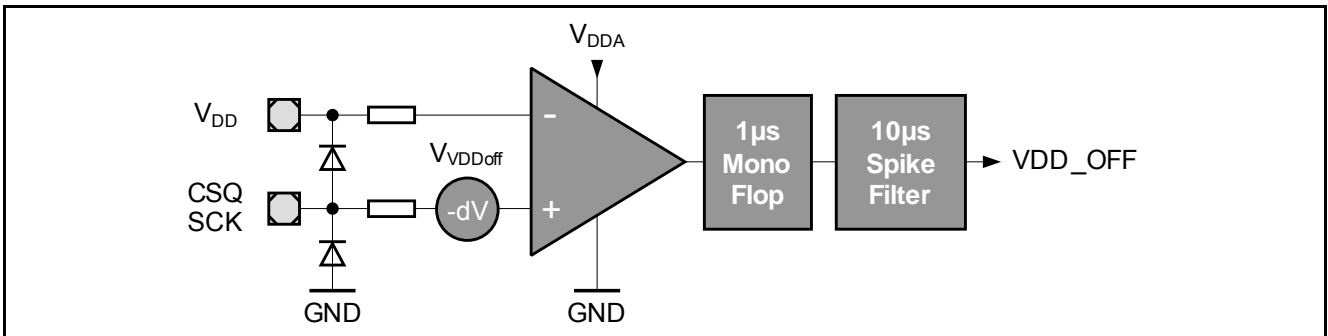 VDDA
VDD
-
1µs
Mono
Flop
10µs
Spike
Filter
VDD_OFF
VVDDoff
CSQ
SCK
-dV
+
GND
GND